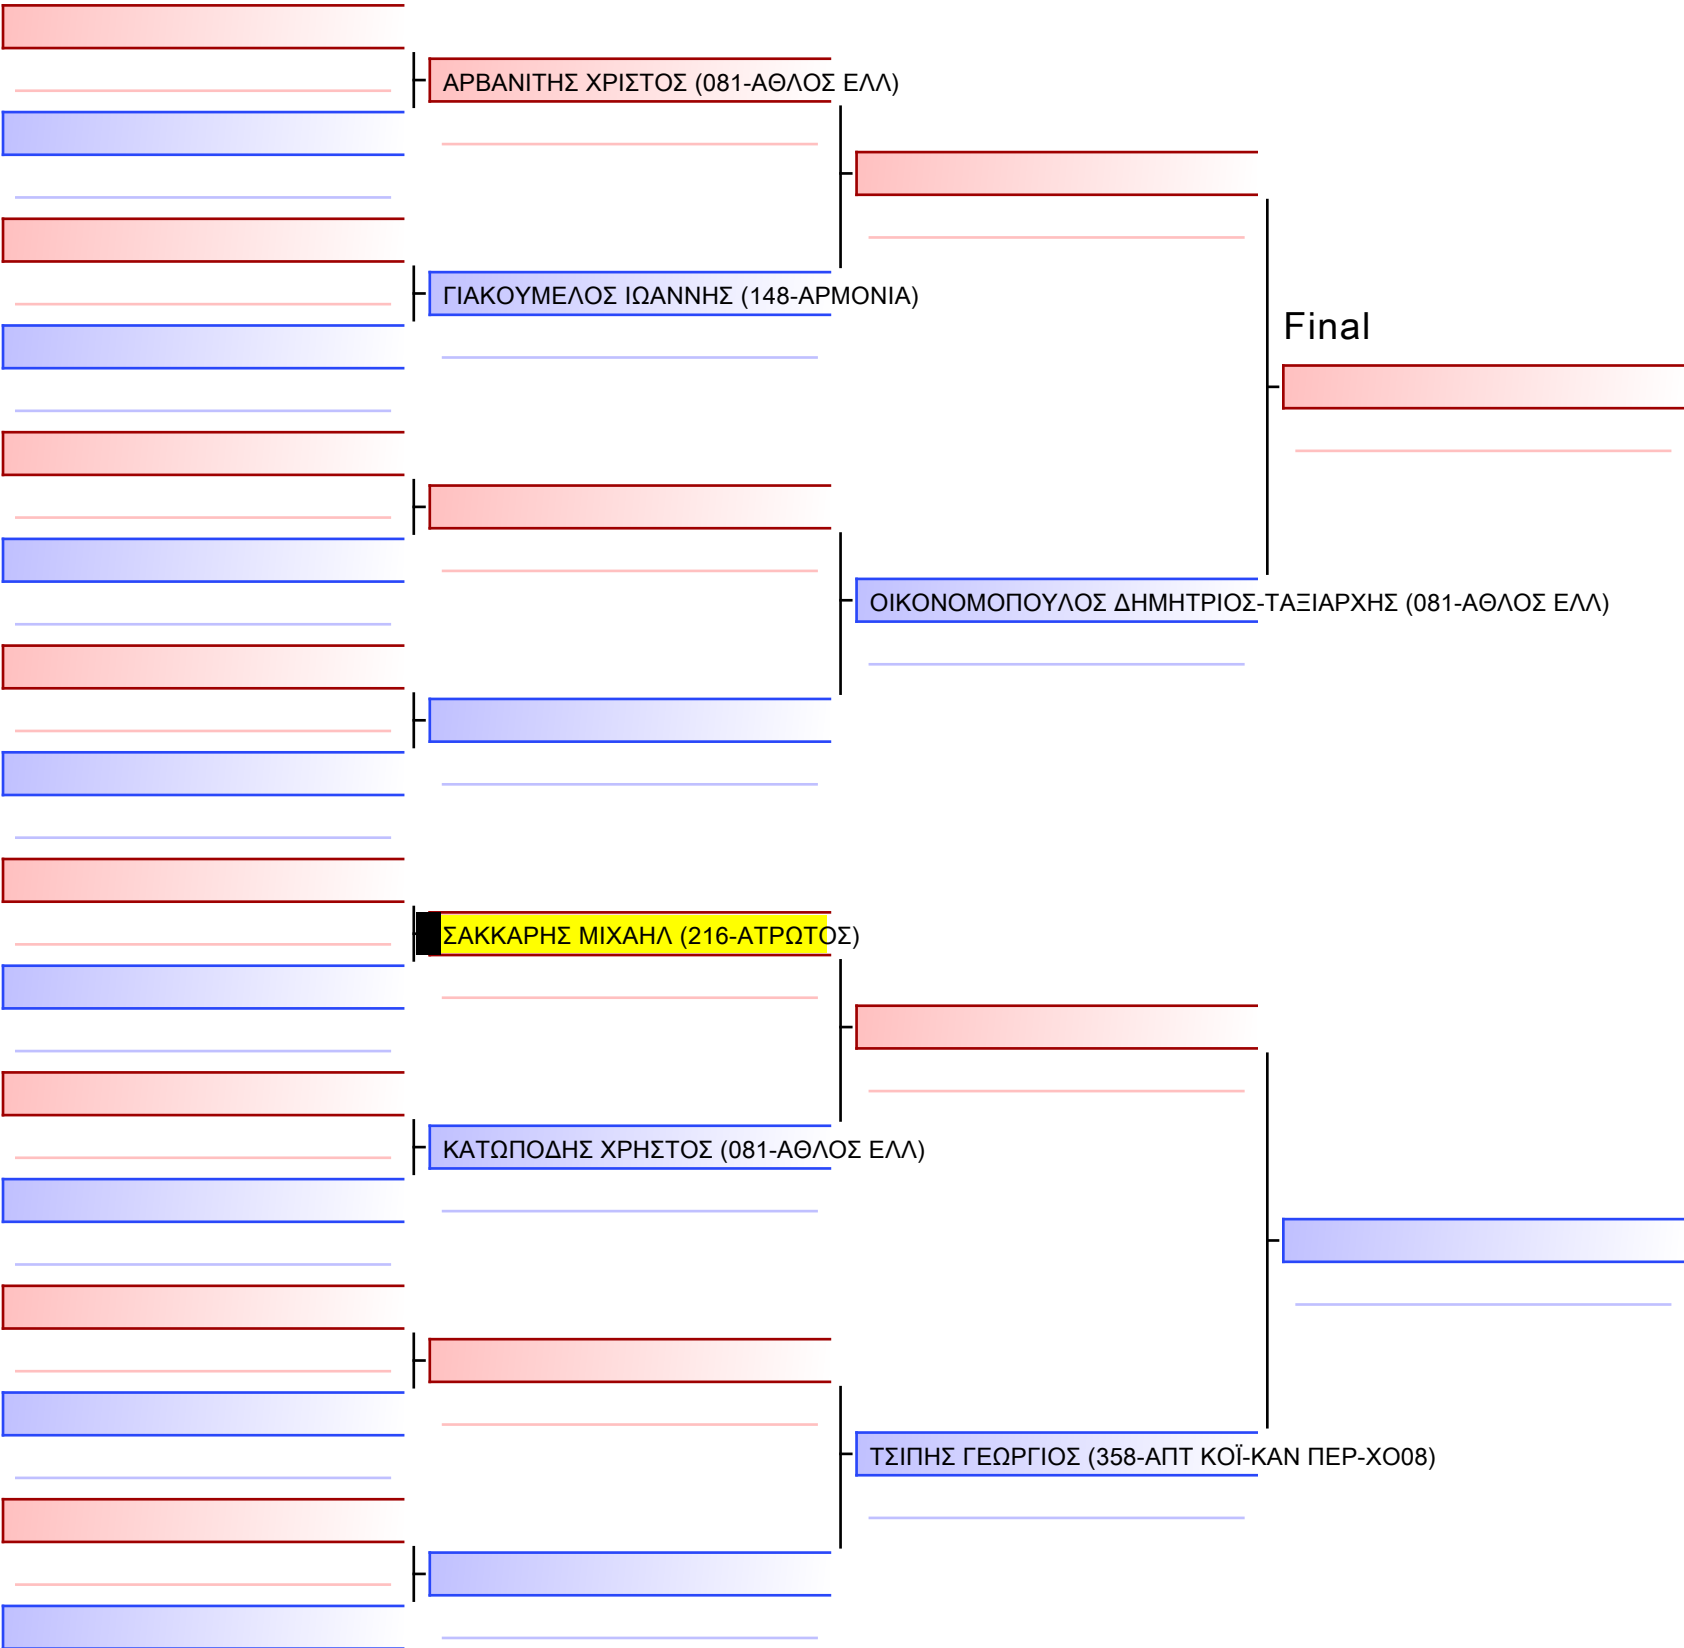 ΑΡΒΑΝΙΤΗΣ ΧΡΙΣΤΟΣ (081-ΑΘΛΟΣ ΕΛΛ)
ΓΙΑΚΟΥΜΕΛΟΣ ΙΩΑΝΝΗΣ (148-ΑΡΜΟΝΙΑ)
Final
ΟΙΚΟΝΟΜΟΠΟΥΛΟΣ ΔΗΜΗΤΡΙΟΣ-ΤΑΞΙΑΡΧΗΣ (081-ΑΘΛΟΣ ΕΛΛ)
ΣΑΚΚΑΡΗΣ ΜΙΧΑΗΛ (216-ΑΤΡΩΤΟΣ)
ΚΑΤΩΠΟΔΗΣ ΧΡΗΣΤΟΣ (081-ΑΘΛΟΣ ΕΛΛ)
ΤΣΙΠΗΣ ΓΕΩΡΓΙΟΣ (358-ΑΠΤ ΚΟΪ-ΚΑΝ ΠΕΡ-ΧΟ08)